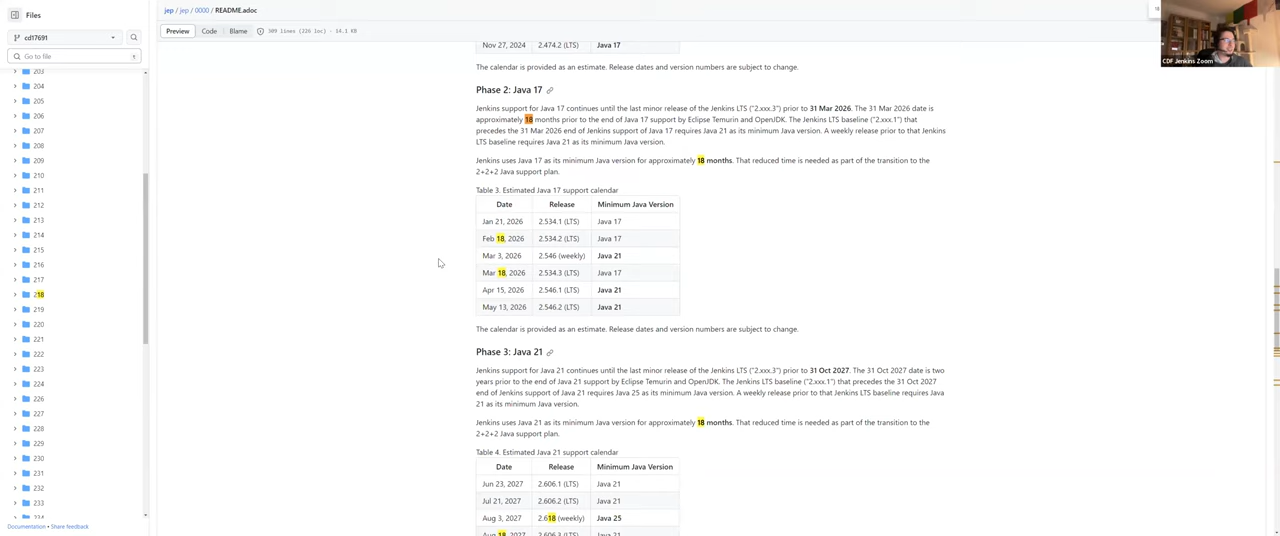 Files
cd17691
Go to file
203
204
205
206
207
208
209
210
211
212
213
214
215
216
217
218
219
220
221
222
223
224
226
227
228
229
230
231
232
233
234
Documentation • Share feedback
jep / jep / 0000 / README.adoc
Preview Code Blame 309 lines (226 loc) · 14.1 KB
Nov 27, 2024 2.474.2 (LTS) Java 17
The calendar is provided as an estimate. Release dates and version numbers are subject to change.
Phase 2: Java 17
Jenkins support for Java 17 continues until the last minor release of the Jenkins LTS ("2.xxx.3") prior to 31 Mar 2026. The 31 Mar 2026 date is
approximately 18 months prior to the end of Java 17 support by Eclipse Temurin and OpenJDK. The Jenkins LTS baseline ("2.xxx.1") that
precedes the 31 Mar 2026 end of Jenkins support of Java 17 requires Java 21 as its minimum Java version. A weekly release prior to that Jenkins
LTS baseline requires Java 21 as its minimum Java version.
Jenkins uses Java 17 as its minimum Java version for approximately 18 months. That reduced time is needed as part of the transition to the
2+2+2 Java support plan.
Table 3. Estimated Java 17 support calendar
Date Release Minimum Java Version
Jan 21, 2026 2.534.1 (LTS) Java 17
Feb 18, 2026 2.534.2 (LTS) Java 17
Mar 3, 2026 2.546 (weekly) Java 21
Mar 18, 2026 2.534.3 (LTS) Java 17
Apr 15, 2026 2.546.1 (LTS) Java 21
May 13, 2026 2.546.2 (LTS) Java 21
The calendar is provided as an estimate. Release dates and version numbers are subject to change.
Phase 3: Java 21
Jenkins support for Java 21 continues until the last minor release of the Jenkins LTS ("2.xxx.3") prior to 31 Oct 2027. The 31 Oct 2027 date is two
years prior to the end of Java 21 support by Eclipse Temurin and OpenJDK. The Jenkins LTS baseline ("2.xxx.1") that precedes the 31 Oct 2027
end of Jenkins support of Java 21 requires Java 25 as its minimum Java version. A weekly release prior to that Jenkins LTS baseline requires Java
21 as its minimum Java version.
Jenkins uses Java 21 as its minimum Java version for approximately 18 months. That reduced time is needed as part of the transition to the
2+2+2 Java support plan.
Table 4. Estimated Java 21 support calendar
Date Release Minimum Java Version
Jun 23, 2027 2.606.1 (LTS) Java 21
Jul 21, 2027 2.606.2 (LTS) Java 21
Aug 3, 2027 2.618 (weekly) Java 25
Aug 18, 2027 2.606.3 (LTS) Java 21
18
CDF Jenkins Zoom